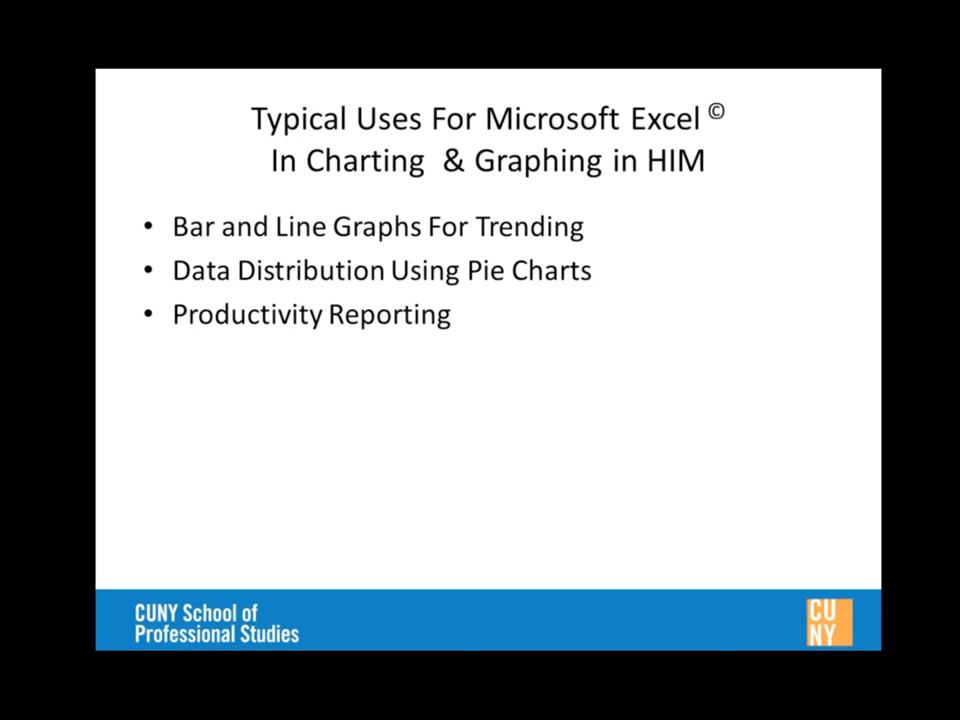 Typical Uses For Microsoft Excel ©
In Charting & Graphing in HIM
• Bar and Line Graphs For Trending
• Data Distribution Using Pie Charts
• Productivity Reporting
CUNY School of
Professional Studies
CU
NY